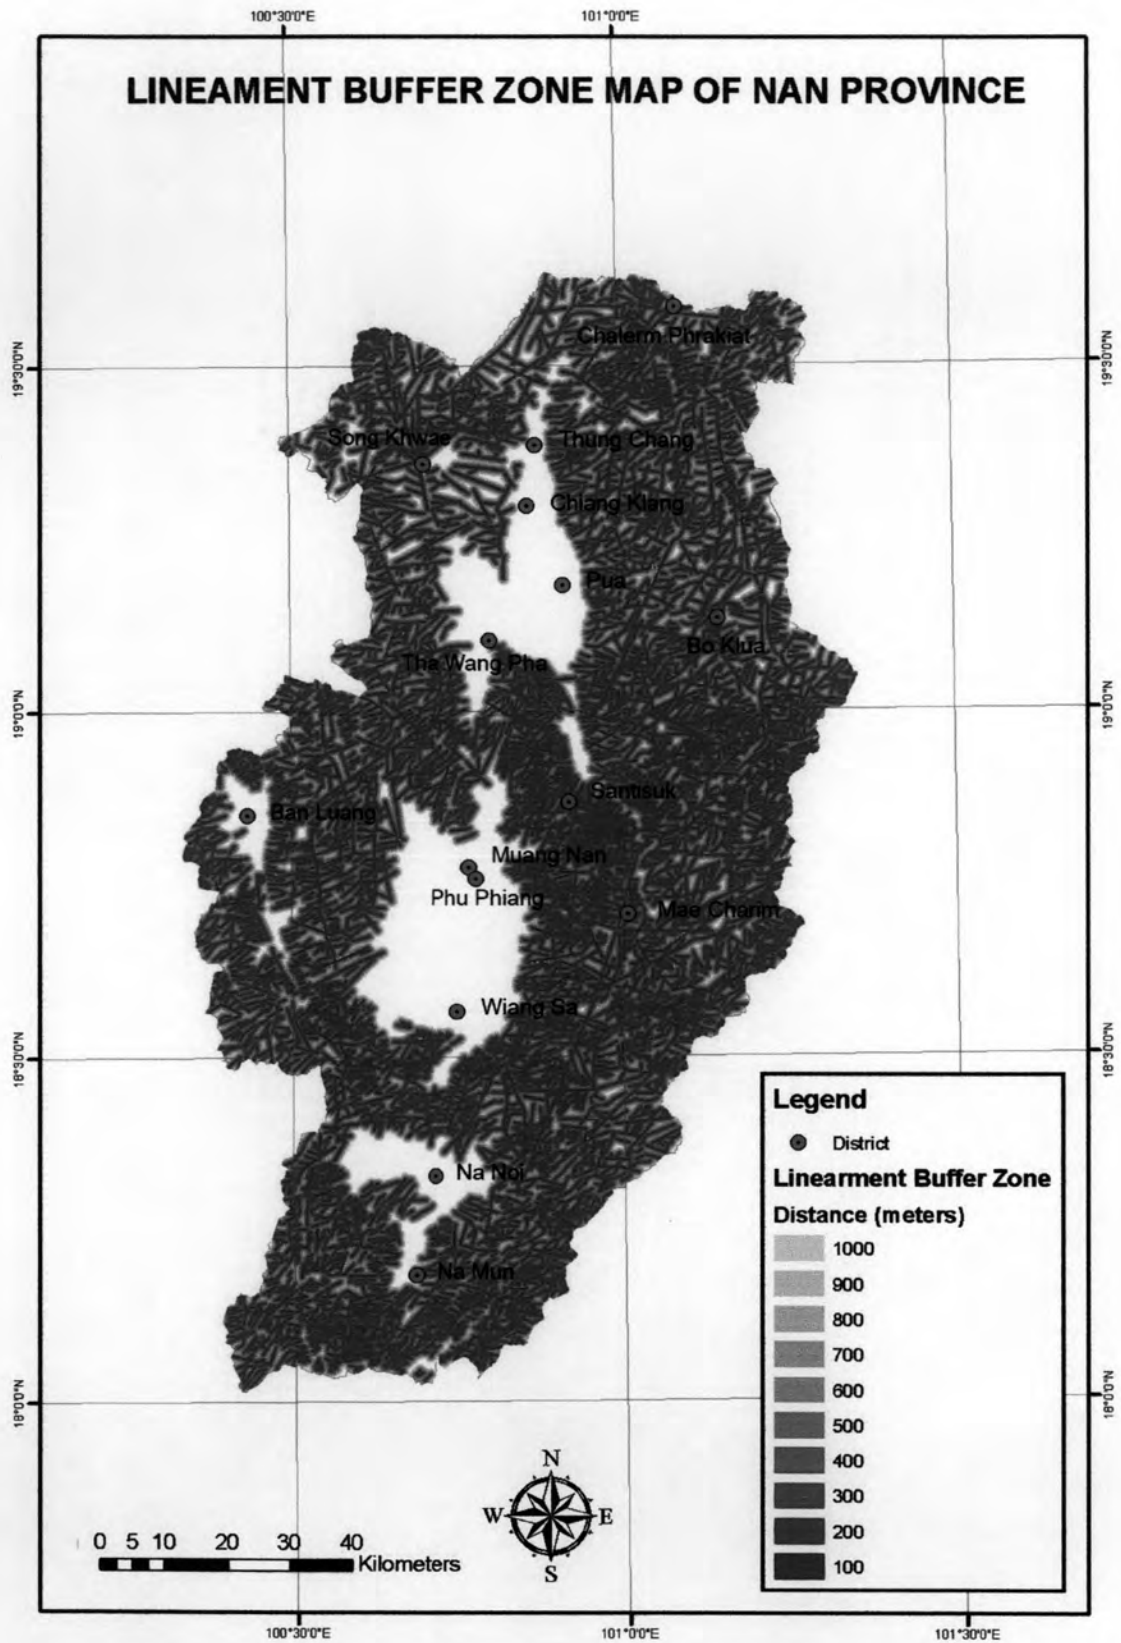 100°30'0"E
101°0'0"E
LINEAMENT BUFFER ZONE MAP OF NAN PROVINCE
Chalerm Phrakiat
19°30'0"N
19°30'0"N
Song Khwae
Thung Chang
Chiang Klang
Pua
Bo Klua
Tha Wang Pha
19°0'0"N
19°0'0"N
Santisuk
Ban Luang
Muang Nan
Phu Phiang
Mae Charim
Wiang Sa
18°30'0"N
18°30'0"N
Na Noi
Na Mun
Legend
District
Linearment Buffer Zone
Distance (meters)
1000
900
800
700
600
500
400
300
200
100
18°0'0"N
18°0'0"N
N
W
E
S
0 5 10 20 30 40
Kilometers
100°30'0"E
101°0'0"E
101°30'0"E